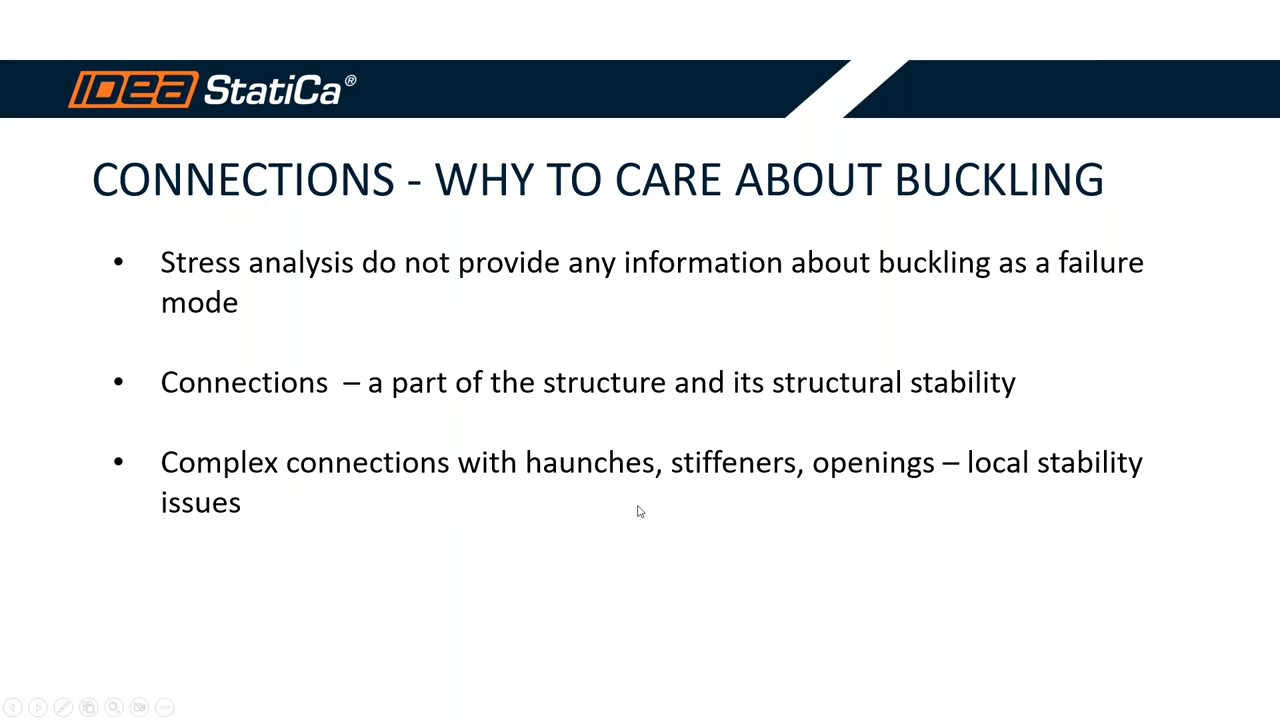 IDEA StatiCa®
CONNECTIONS - WHY TO CARE ABOUT BUCKLING
• Stress analysis do not provide any information about buckling as a failure
mode
• Connections – a part of the structure and its structural stability
• Complex connections with haunches, stiffeners, openings – local stability
issues